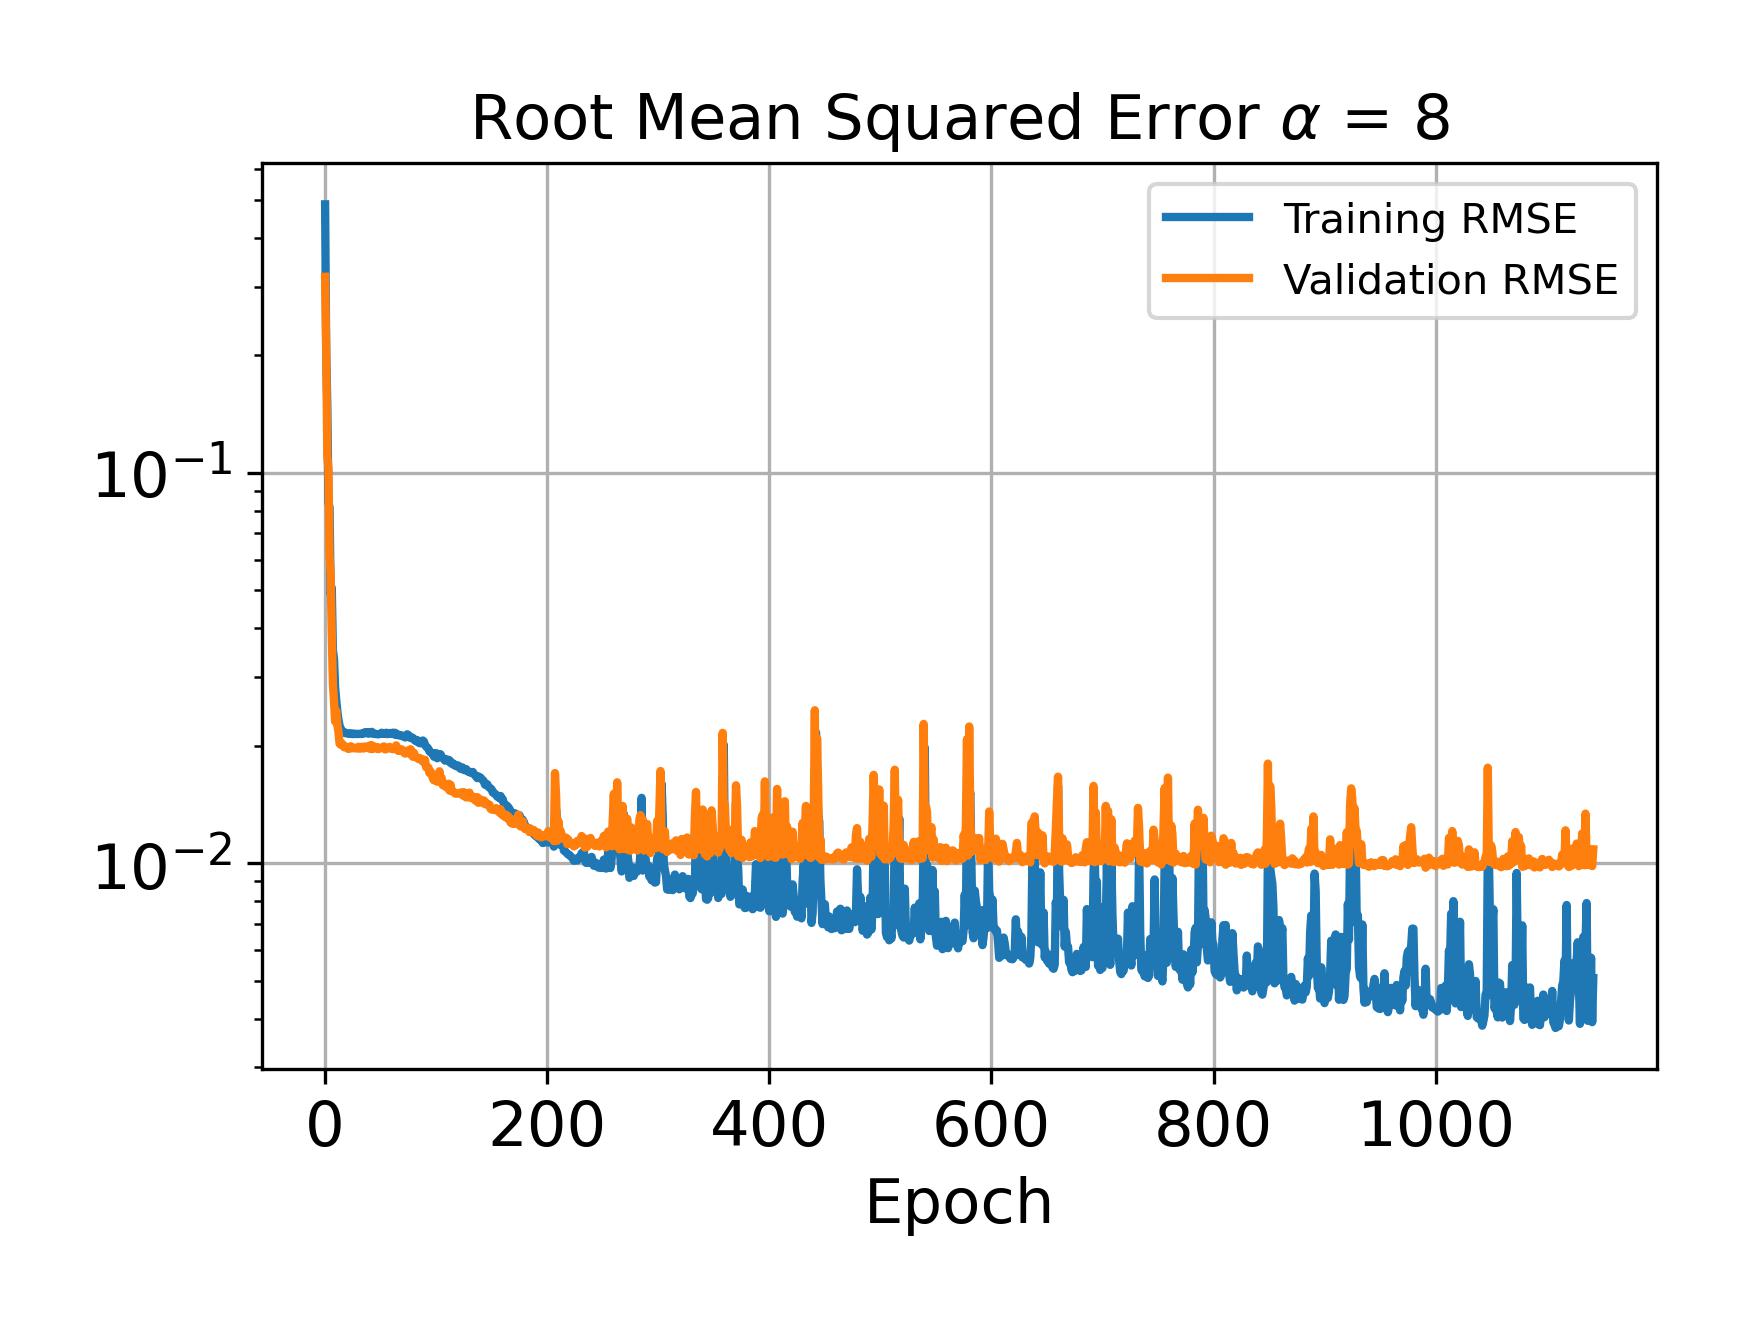 Root Mean Squared Error α = 8
Training RMSE
Validation RMSE
10⁻¹
10⁻²
0 200 400 600 800 1000
Epoch